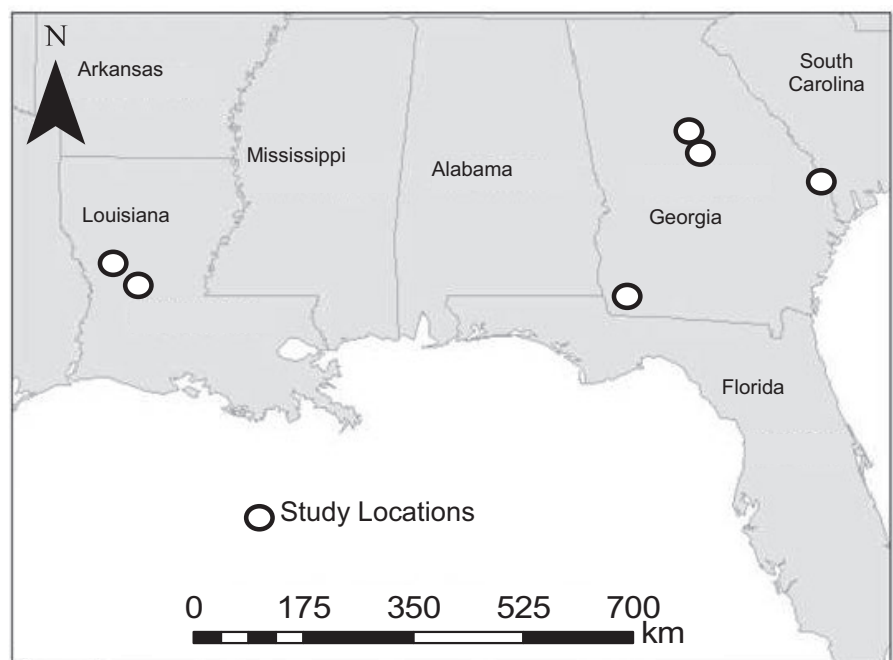 N
Arkansas
South
Carolina
Mississippi
Alabama
Louisiana
Georgia
Florida
Study Locations
0 175 350 525 700
km